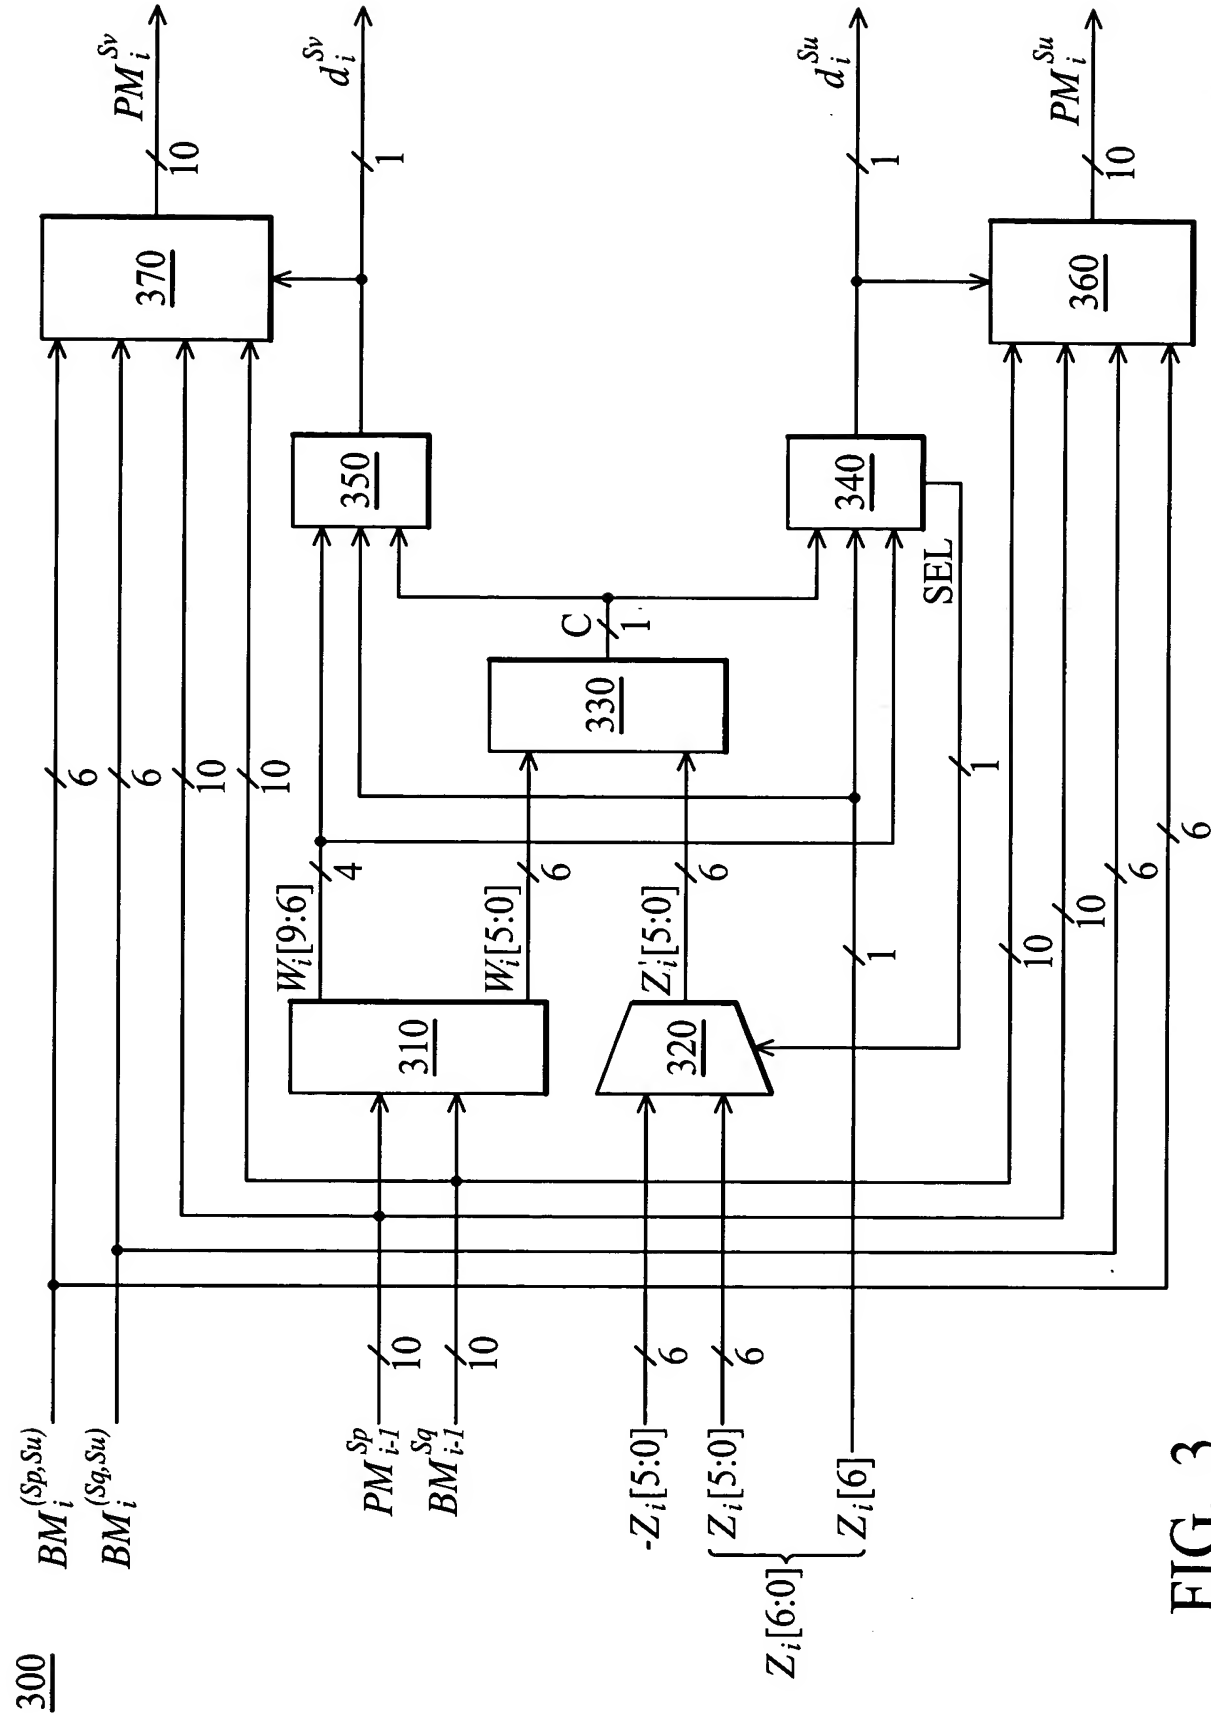 300
BM_i^(Sp,Su)
BM_i^(Sq,Su)
PM_i-1^Sp
BM_i-1^Sq
-Z_i[5:0]
Z_i[5:0]
Z_i[6]
Z_i[6:0]
10
10
6
6
310
320
W_i[9:6]
4
W_i[5:0]
6
Z'_i[5:0]
6
1
6
6
10
10
330
C
1
SEL
1
10
10
6
6
350
340
370
360
10
PM_i^Sv
1
d_i^Sv
1
d_i^Su
10
PM_i^Su
FIG. 3